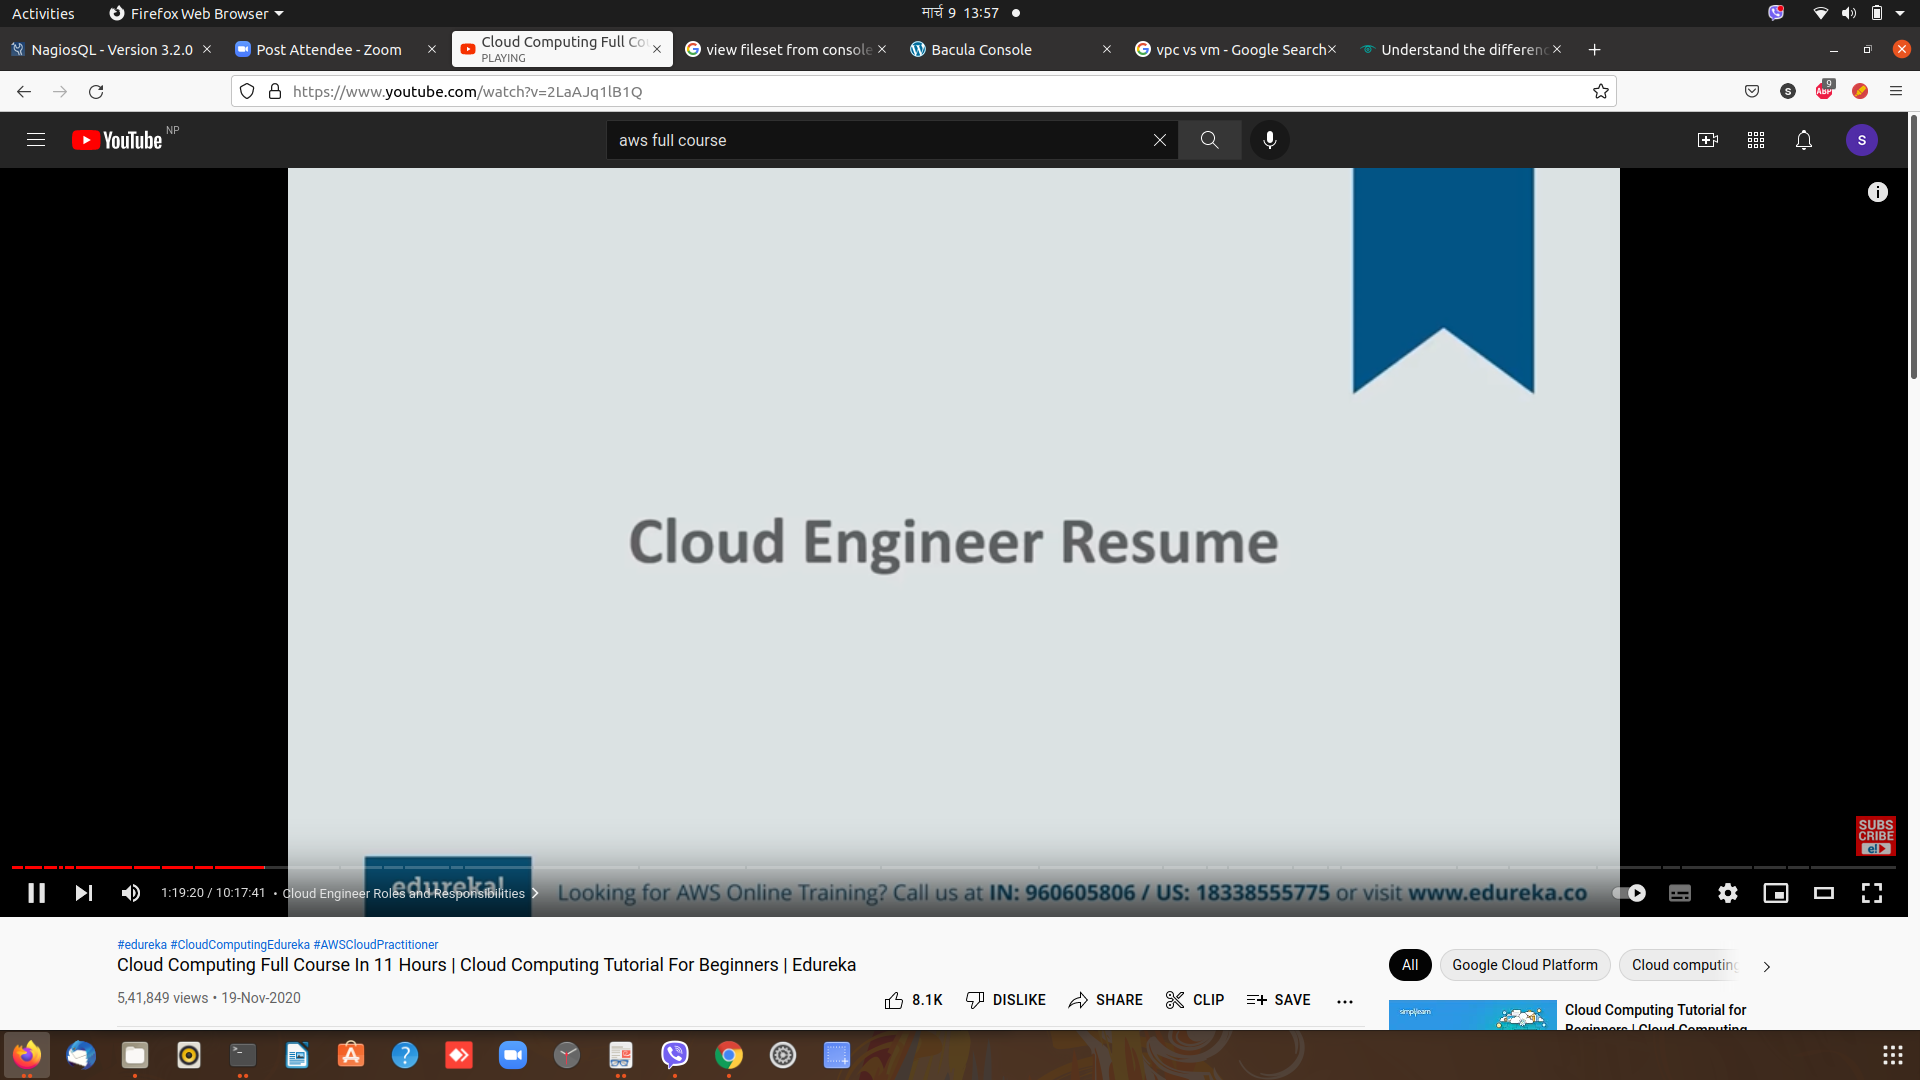 Activities Firefox Web Browser मार्च 9 13:57
NagiosQL - Version 3.2.0 Post Attendee - Zoom Cloud Computing Full Co view fileset from console Bacula Console vpc vs vm - Google Search Understand the differenc
PLAYING
https://www.youtube.com/watch?v=2LaAJq1lB1Q
S ABP 9
YouTube NP aws full course S
Cloud Engineer Resume
SUBS
CRIBE
e!
edureka!
1:19:20 / 10:17:41 • Cloud Engineer Roles and Responsibilities
Looking for AWS Online Training? Call us at IN: 960605806 / US: 18338555775 or visit www.edureka.co
#edureka #CloudComputingEdureka #AWSCloudPractitioner
Cloud Computing Full Course In 11 Hours | Cloud Computing Tutorial For Beginners | Edureka
5,41,849 views • 19-Nov-2020
8.1K DISLIKE SHARE CLIP SAVE
All Google Cloud Platform Cloud computing
simplilearn
Cloud Computing Tutorial for
Beginners | Cloud Computing